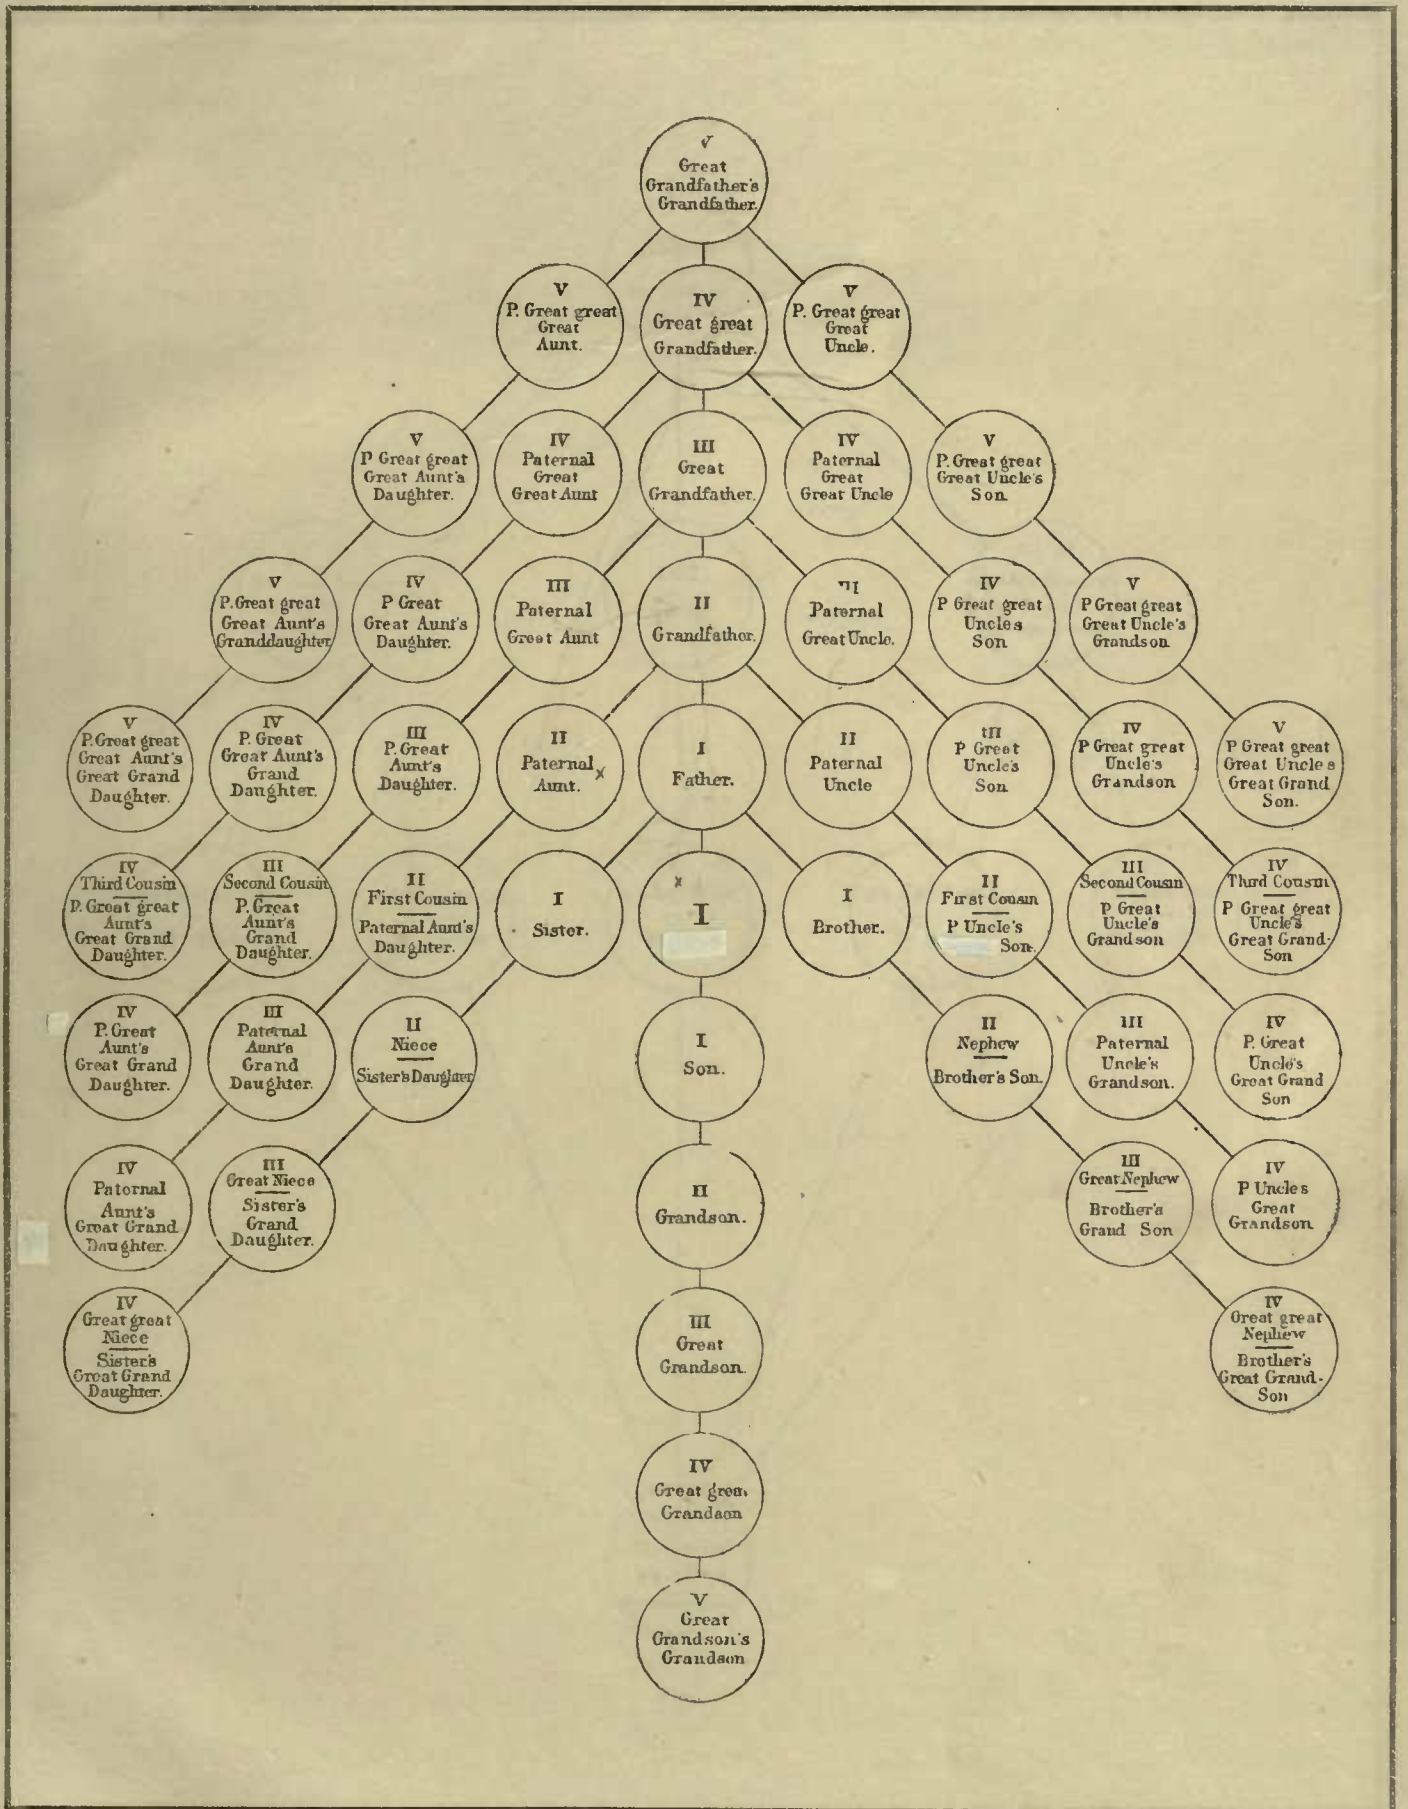 V
Great
Grandfather's
Grandfather.
V
P. Great great
Great
Aunt.
IV
Great great
Grandfather.
V
P. Great great
Great
Uncle.
V
P Great great
Great Aunt's
Daughter.
IV
Paternal
Great
Great Aunt
III
Great
Grandfather.
IV
Paternal
Great
Great Uncle
V
P. Great great
Great Uncle's
Son
V
P. Great great
Great Aunt's
Granddaughter
IV
P Great
Great Aunt's
Daughter.
III
Paternal
Great Aunt
II
Grandfather.
III
Paternal
Great Uncle.
IV
P Great great
Uncles
Son
V
P Great great
Great Uncle's
Grandson
V
P. Great great
Great Aunt's
Great Grand
Daughter.
IV
P. Great
Great Aunt's
Grand
Daughter.
III
P. Great
Aunt's
Daughter.
II
Paternal
Aunt. x
I
Father.
II
Paternal
Uncle
III
P Great
Uncle's
Son
IV
P Great great
Uncle's
Grandson
V
P Great great
Great Uncles
Great Grand
Son.
IV
Third Cousin
P. Great great
Aunt's
Great Grand
Daughter.
III
Second Cousin
P. Great
Aunt's
Grand
Daughter.
II
First Cousin
Paternal Aunt's
Daughter.
I
Sister.
x
I
I
Brother.
II
First Cousin
P Uncle's
Son.
III
Second Cousin
P Great
Uncle's
Grandson
IV
Third Cousin
P Great great
Uncle's
Great Grand-
Son
IV
P. Great
Aunt's
Great Grand
Daughter.
III
Paternal
Aunt's
Grand
Daughter.
II
Niece
Sister's Daughter
I
Son.
II
Nephew
Brother's Son.
III
Paternal
Uncle's
Grandson.
IV
P. Great
Uncle's
Great Grand
Son
IV
Paternal
Aunt's
Great Grand
Daughter.
III
Great Niece
Sister's
Grand
Daughter.
II
Grandson.
III
Great Nephew
Brother's
Grand Son
IV
P Uncles
Great
Grandson
IV
Great great
Niece
Sister's
Great Grand
Daughter.
III
Great
Grandson.
IV
Great great
Nephew
Brother's
Great Grand-
Son
IV
Great great
Grandson
V
Great
Grandson's
Grandson